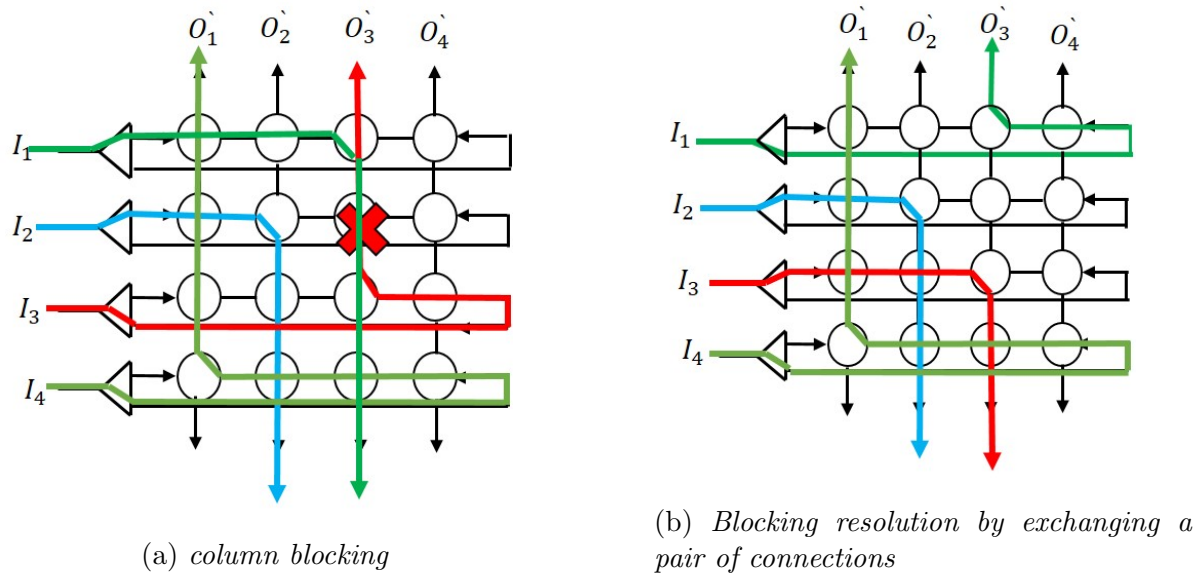 O`1 O`2 O`3 O`4
I1
I2
I3
I4
(a) column blocking
O`1 O`2 O`3 O`4
I1
I2
I3
I4
(b) Blocking resolution by exchanging a
pair of connections